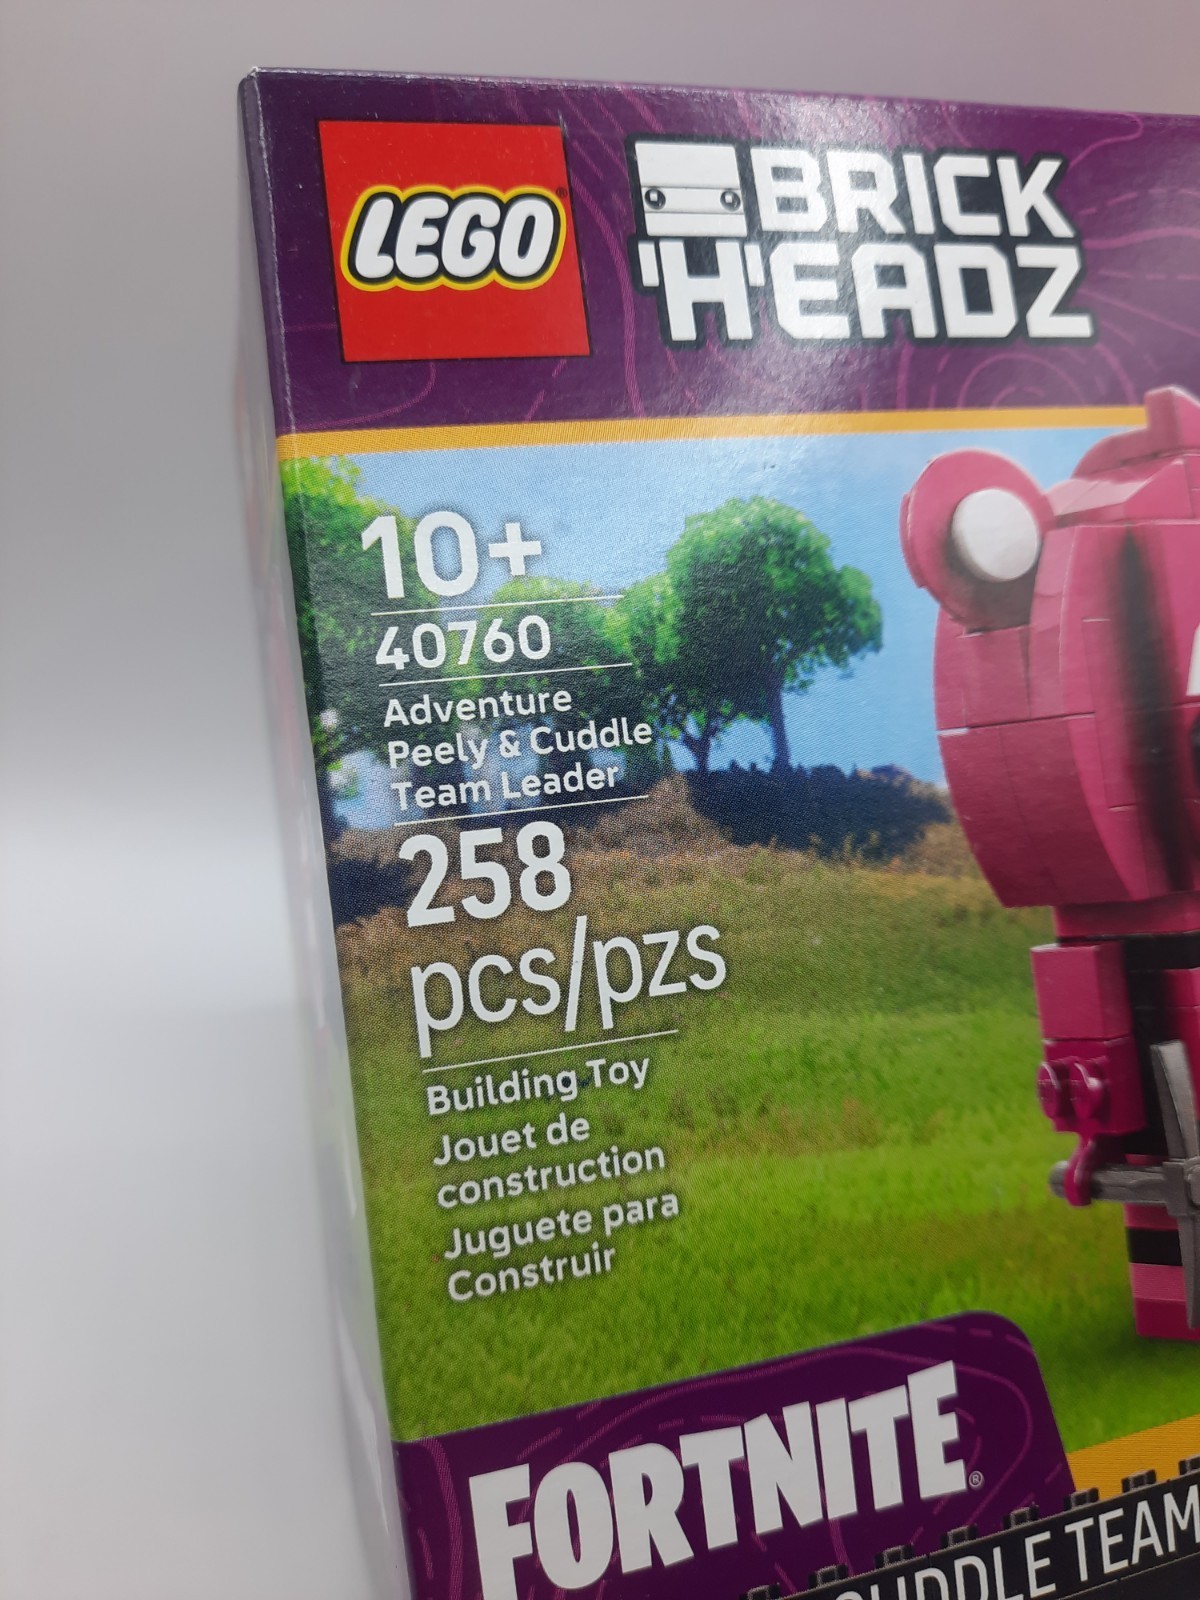 LEGO®
BRICK
'H'EADZ
10+
40760
Adventure
Peely & Cuddle
Team Leader
258
pcs/pzs
Building Toy
Jouet de
construction
Juguete para
Construir
FORTNITE®
CUDDLE TEAM